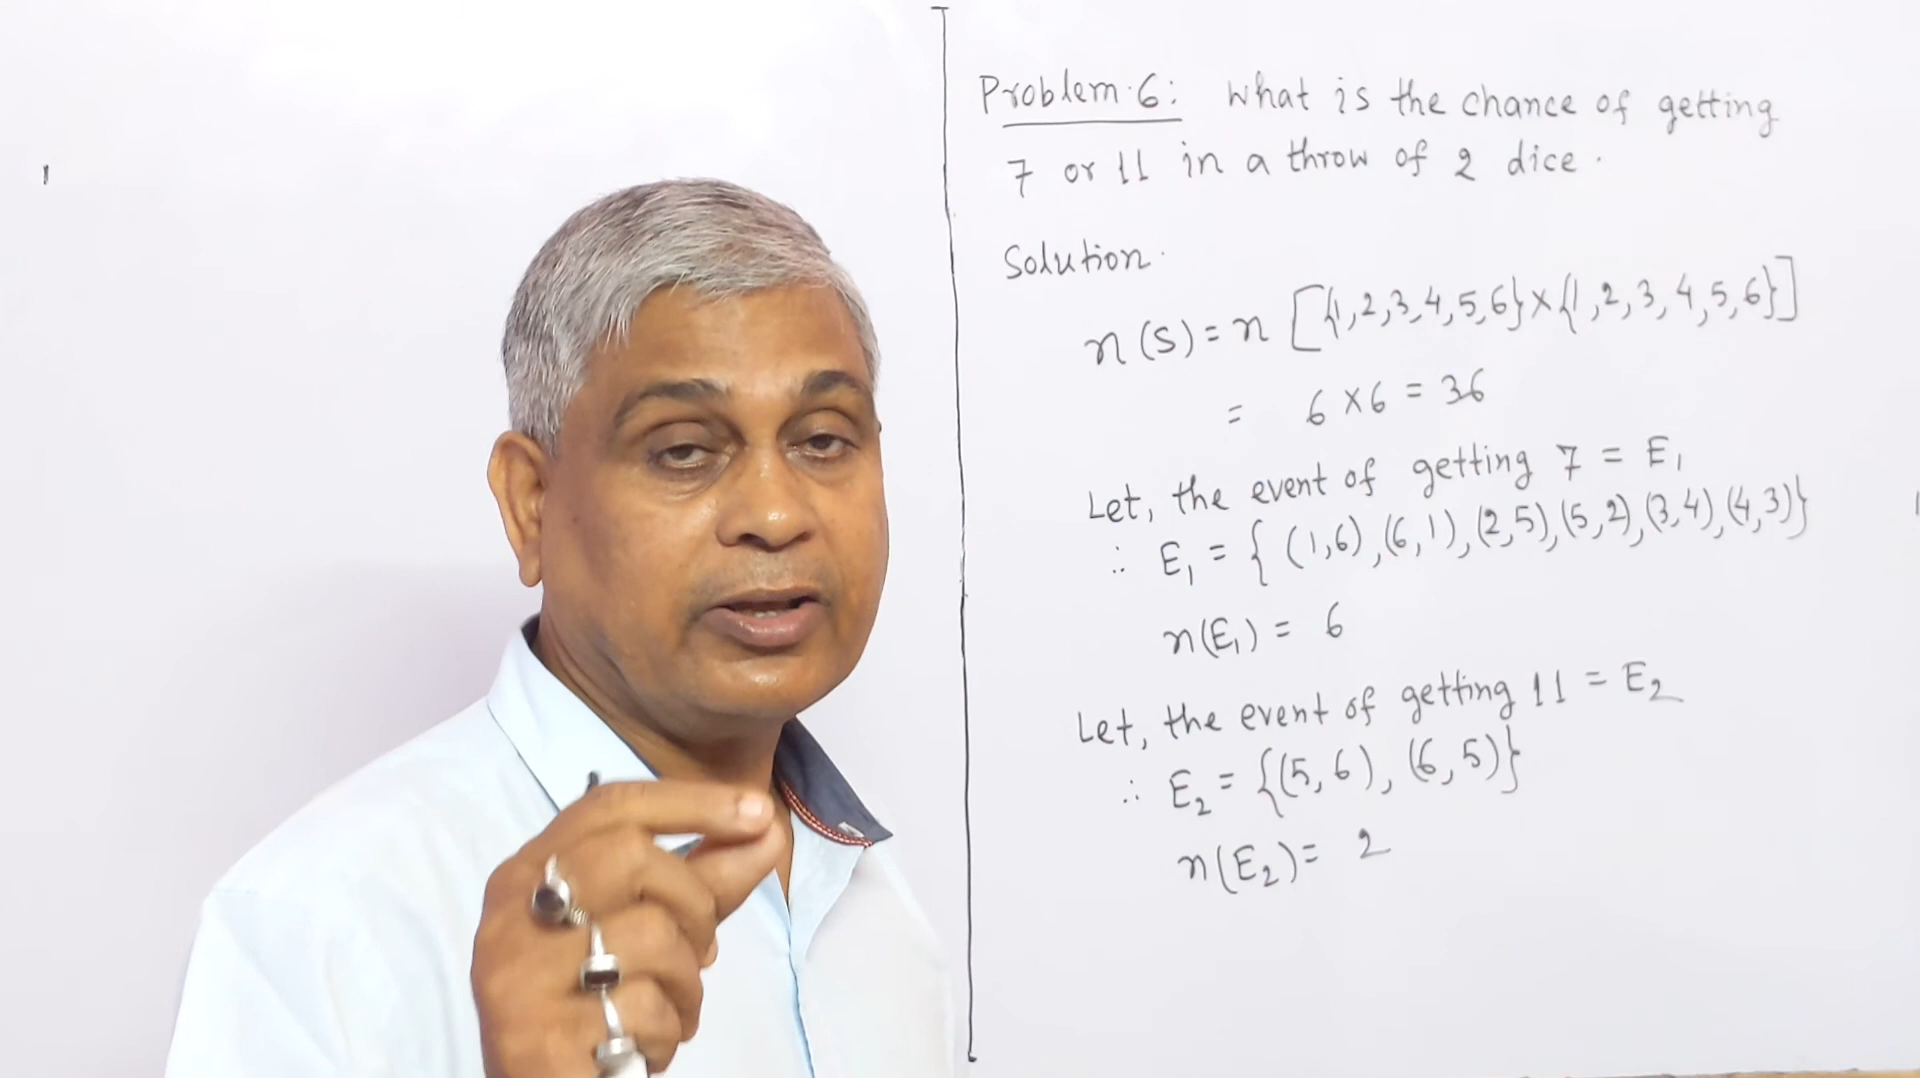 Problem.6: What is the chance of getting
7 or 11 in a throw of 2 dice.
Solution.
n(S) = n [{1,2,3,4,5,6}×{1,2,3,4,5,6}]
= 6×6 = 36
Let, the event of getting 7 = E₁
∴ E₁ = { (1,6),(6,1),(2,5),(5,2),(3,4),(4,3)}
n(E₁) = 6
Let, the event of getting 11 = E₂
∴ E₂ = {(5,6), (6,5)}
n(E₂) = 2